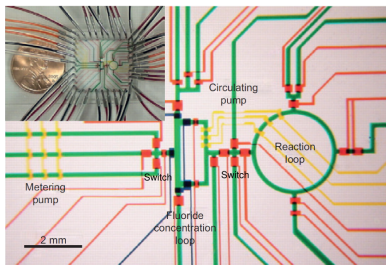 Circulating
pump
Reaction
loop
Metering
pump
Switch
Switch
Fluoride
concentration
loop
2 mm